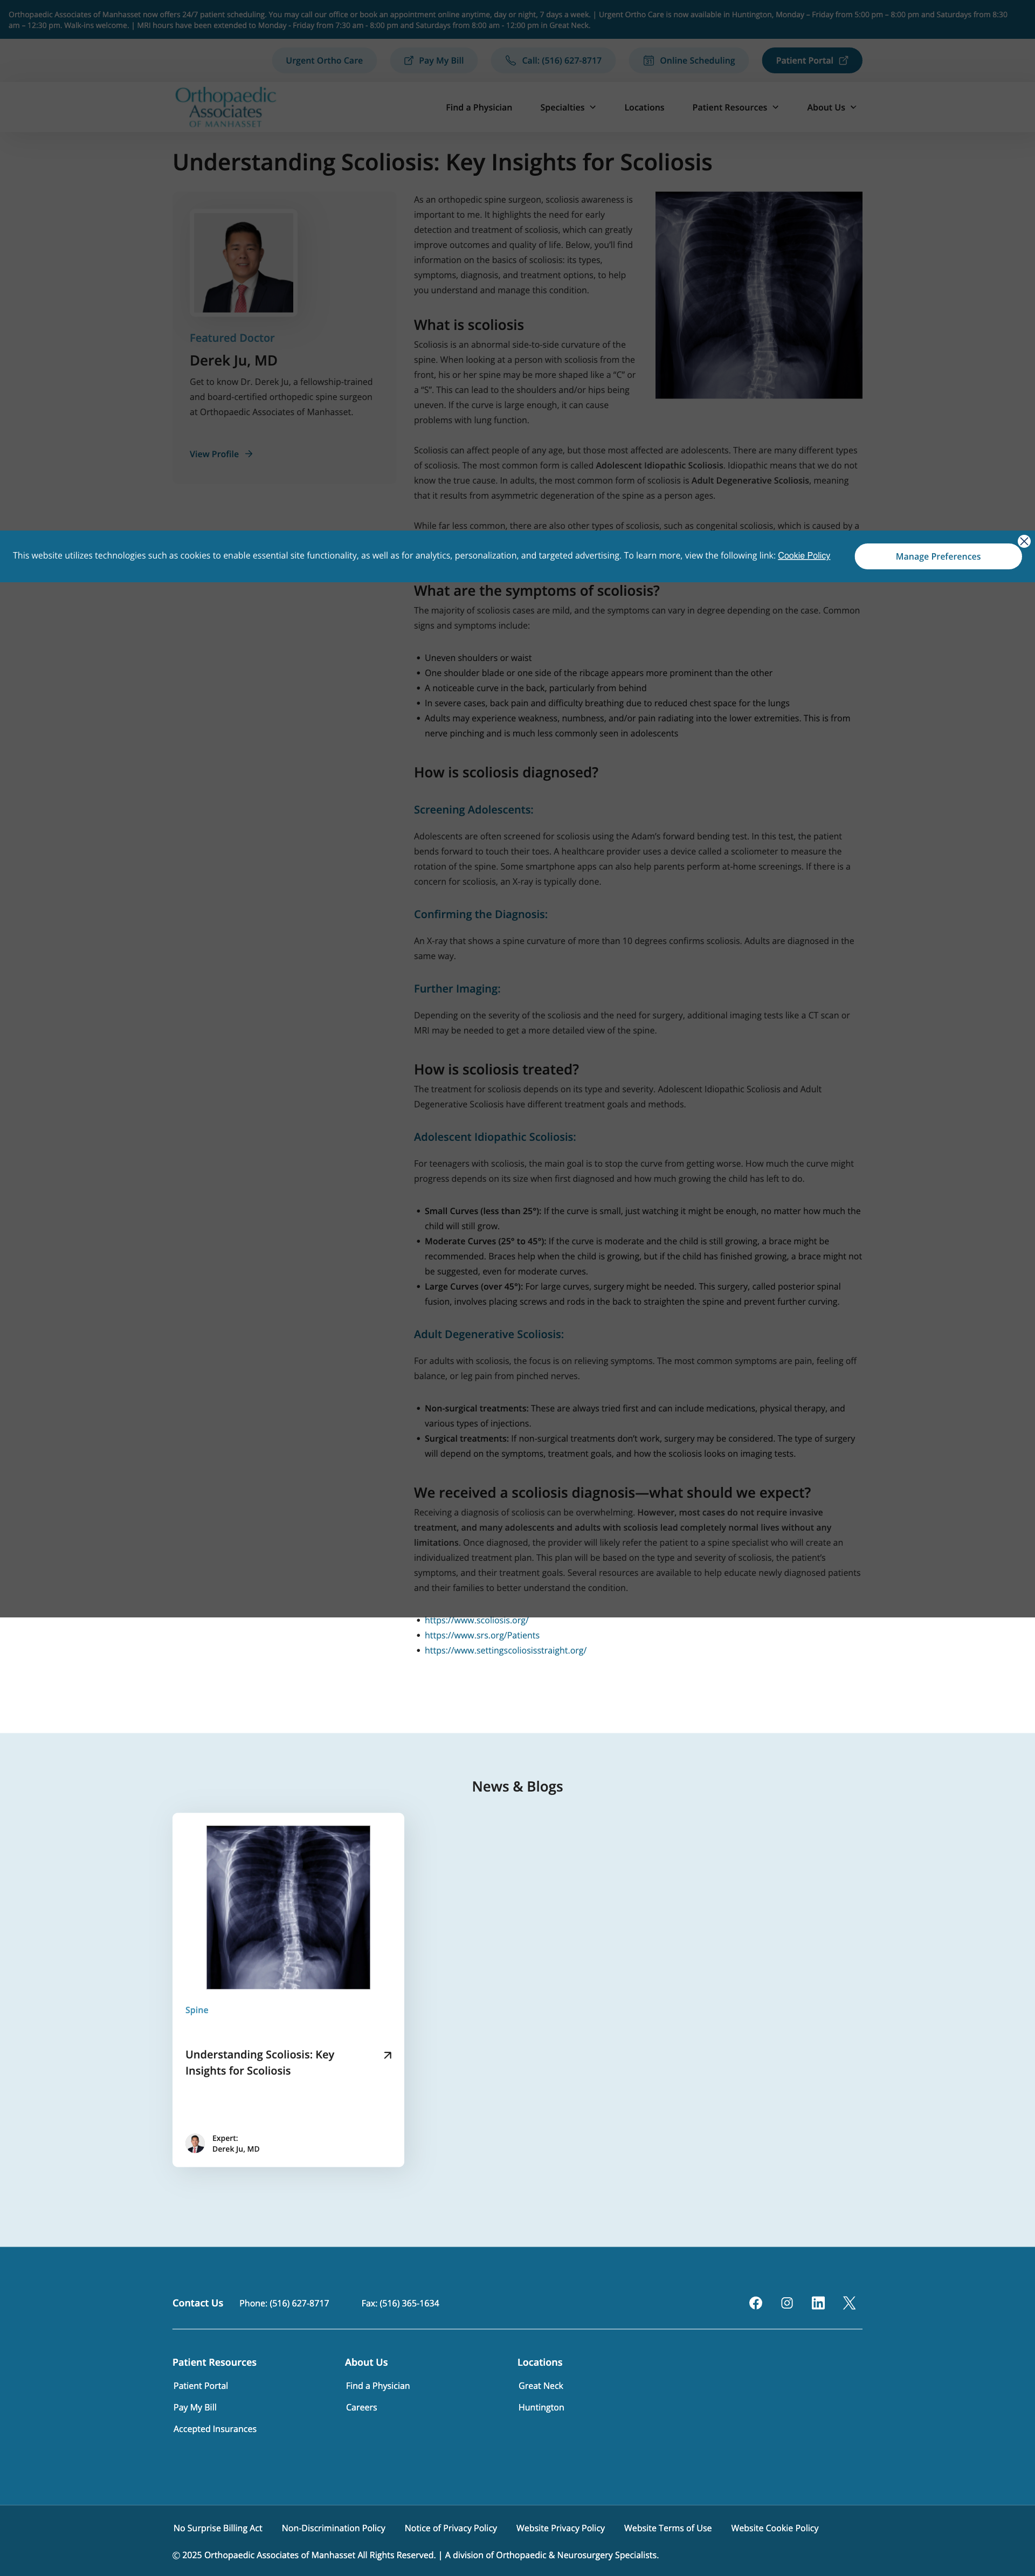 Orthopaedic Associates of Manhasset now offers 24/7 patient scheduling. You may call our office or book an appointment online anytime, day or night, 7 days a week. | Urgent Ortho Care is now available in Huntington, Monday – Friday from 5:00 pm – 8:00 pm and Saturdays from 8:30
am – 12:30 pm. Walk-ins welcome. | MRI hours have been extended to Monday - Friday from 7:30 am - 8:00 pm and Saturdays from 8:00 am - 12:00 pm in Great Neck.
Urgent Ortho Care
Pay My Bill
Call: (516) 627-8717
Online Scheduling
Patient Portal
Orthopaedic
Associates
OF MANHASSET
Find a Physician
Specialties
Locations
Patient Resources
About Us
Understanding Scoliosis: Key Insights for Scoliosis
Featured Doctor
Derek Ju, MD
Get to know Dr. Derek Ju, a fellowship-trained
and board-certified orthopedic spine surgeon
at Orthopaedic Associates of Manhasset.
View Profile
As an orthopedic spine surgeon, scoliosis awareness is
important to me. It highlights the need for early
detection and treatment of scoliosis, which can greatly
improve outcomes and quality of life. Below, you'll find
information on the basics of scoliosis: its types,
symptoms, diagnosis, and treatment options, to help
you understand and manage this condition.
What is scoliosis
Scoliosis is an abnormal side-to-side curvature of the
spine. When looking at a person with scoliosis from the
front, his or her spine may be more shaped like a “C” or
a “S”. This can lead to the shoulders and/or hips being
uneven. If the curve is large enough, it can cause
problems with lung function.
Scoliosis can affect people of any age, but those most affected are adolescents. There are many different types
of scoliosis. The most common form is called Adolescent Idiopathic Scoliosis. Idiopathic means that we do not
know the true cause. In adults, the most common form of scoliosis is Adult Degenerative Scoliosis, meaning
that it results from asymmetric degeneration of the spine as a person ages.
While far less common, there are also other types of scoliosis, such as congenital scoliosis, which is caused by a
This website utilizes technologies such as cookies to enable essential site functionality, as well as for analytics, personalization, and targeted advertising. To learn more, view the following link: Cookie Policy
Manage Preferences
What are the symptoms of scoliosis?
The majority of scoliosis cases are mild, and the symptoms can vary in degree depending on the case. Common
signs and symptoms include:
• Uneven shoulders or waist
• One shoulder blade or one side of the ribcage appears more prominent than the other
• A noticeable curve in the back, particularly from behind
• In severe cases, back pain and difficulty breathing due to reduced chest space for the lungs
• Adults may experience weakness, numbness, and/or pain radiating into the lower extremities. This is from
nerve pinching and is much less commonly seen in adolescents
How is scoliosis diagnosed?
Screening Adolescents:
Adolescents are often screened for scoliosis using the Adam’s forward bending test. In this test, the patient
bends forward to touch their toes. A healthcare provider uses a device called a scoliometer to measure the
rotation of the spine. Some smartphone apps can also help parents perform at-home screenings. If there is a
concern for scoliosis, an X-ray is typically done.
Confirming the Diagnosis:
An X-ray that shows a spine curvature of more than 10 degrees confirms scoliosis. Adults are diagnosed in the
same way.
Further Imaging:
Depending on the severity of the scoliosis and the need for surgery, additional imaging tests like a CT scan or
MRI may be needed to get a more detailed view of the spine.
How is scoliosis treated?
The treatment for scoliosis depends on its type and severity. Adolescent Idiopathic Scoliosis and Adult
Degenerative Scoliosis have different treatment goals and methods.
Adolescent Idiopathic Scoliosis:
For teenagers with scoliosis, the main goal is to stop the curve from getting worse. How much the curve might
progress depends on its size when first diagnosed and how much growing the child has left to do.
• Small Curves (less than 25°): If the curve is small, just watching it might be enough, no matter how much the
child will still grow.
• Moderate Curves (25° to 45°): If the curve is moderate and the child is still growing, a brace might be
recommended. Braces help when the child is growing, but if the child has finished growing, a brace might not
be suggested, even for moderate curves.
• Large Curves (over 45°): For large curves, surgery might be needed. This surgery, called posterior spinal
fusion, involves placing screws and rods in the back to straighten the spine and prevent further curving.
Adult Degenerative Scoliosis:
For adults with scoliosis, the focus is on relieving symptoms. The most common symptoms are pain, feeling off
balance, or leg pain from pinched nerves.
• Non-surgical treatments: These are always tried first and can include medications, physical therapy, and
various types of injections.
• Surgical treatments: If non-surgical treatments don’t work, surgery may be considered. The type of surgery
will depend on the symptoms, treatment goals, and how the scoliosis looks on imaging tests.
We received a scoliosis diagnosis—what should we expect?
Receiving a diagnosis of scoliosis can be overwhelming. However, most cases do not require invasive
treatment, and many adolescents and adults with scoliosis lead completely normal lives without any
limitations. Once diagnosed, the provider will likely refer the patient to a spine specialist who will create an
individualized treatment plan. This plan will be based on the type and severity of scoliosis, the patient’s
symptoms, and their treatment goals. Several resources are available to help educate newly diagnosed patients
and their families to better understand the condition.
• https://www.scoliosis.org/
• https://www.srs.org/Patients
• https://www.settingscoliosisstraight.org/
News & Blogs
Spine
Understanding Scoliosis: Key
Insights for Scoliosis
Expert:
Derek Ju, MD
Contact Us
Phone: (516) 627-8717
Fax: (516) 365-1634
Patient Resources
Patient Portal
Pay My Bill
Accepted Insurances
About Us
Find a Physician
Careers
Locations
Great Neck
Huntington
No Surprise Billing Act
Non-Discrimination Policy
Notice of Privacy Policy
Website Privacy Policy
Website Terms of Use
Website Cookie Policy
© 2025 Orthopaedic Associates of Manhasset All Rights Reserved. | A division of Orthopaedic & Neurosurgery Specialists.